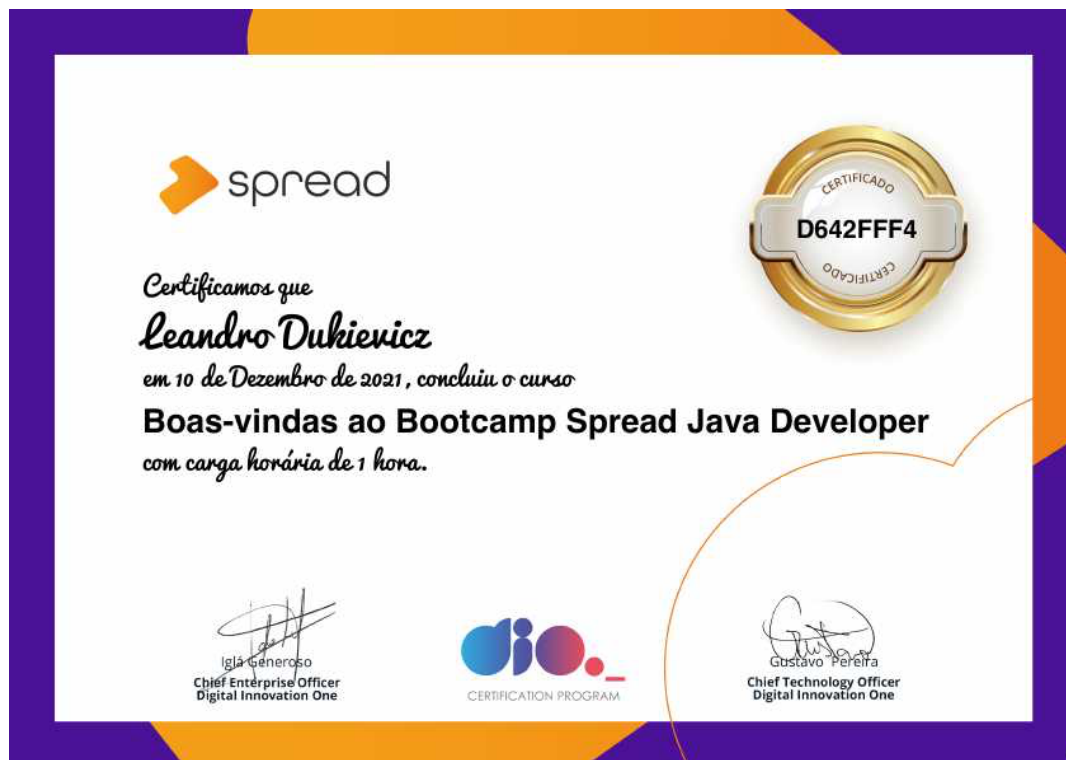 spread
CERTIFICADO
D642FFF4
CERTIFICADO
Certificamos que
Leandro Dukievicz
em 10 de Dezembro de 2021, concluiu o curso
Boas-vindas ao Bootcamp Spread Java Developer
com carga horária de 1 hora.
Iglá Generoso
Chief Enterprise Officer
Digital Innovation One
dio._
CERTIFICATION PROGRAM
Gustavo Pereira
Chief Technology Officer
Digital Innovation One